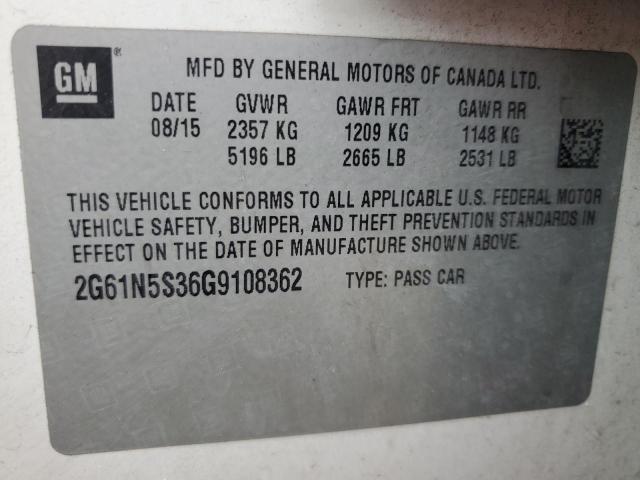 GM®
MFD BY GENERAL MOTORS OF CANADA LTD.
DATE GVWR GAWR FRT GAWR RR
08/15 2357 KG 1209 KG 1148 KG
5196 LB 2665 LB 2531 LB
THIS VEHICLE CONFORMS TO ALL APPLICABLE U.S. FEDERAL MOTOR
VEHICLE SAFETY, BUMPER, AND THEFT PREVENTION STANDARDS IN
EFFECT ON THE DATE OF MANUFACTURE SHOWN ABOVE.
2G61N5S36G9108362 TYPE: PASS CAR